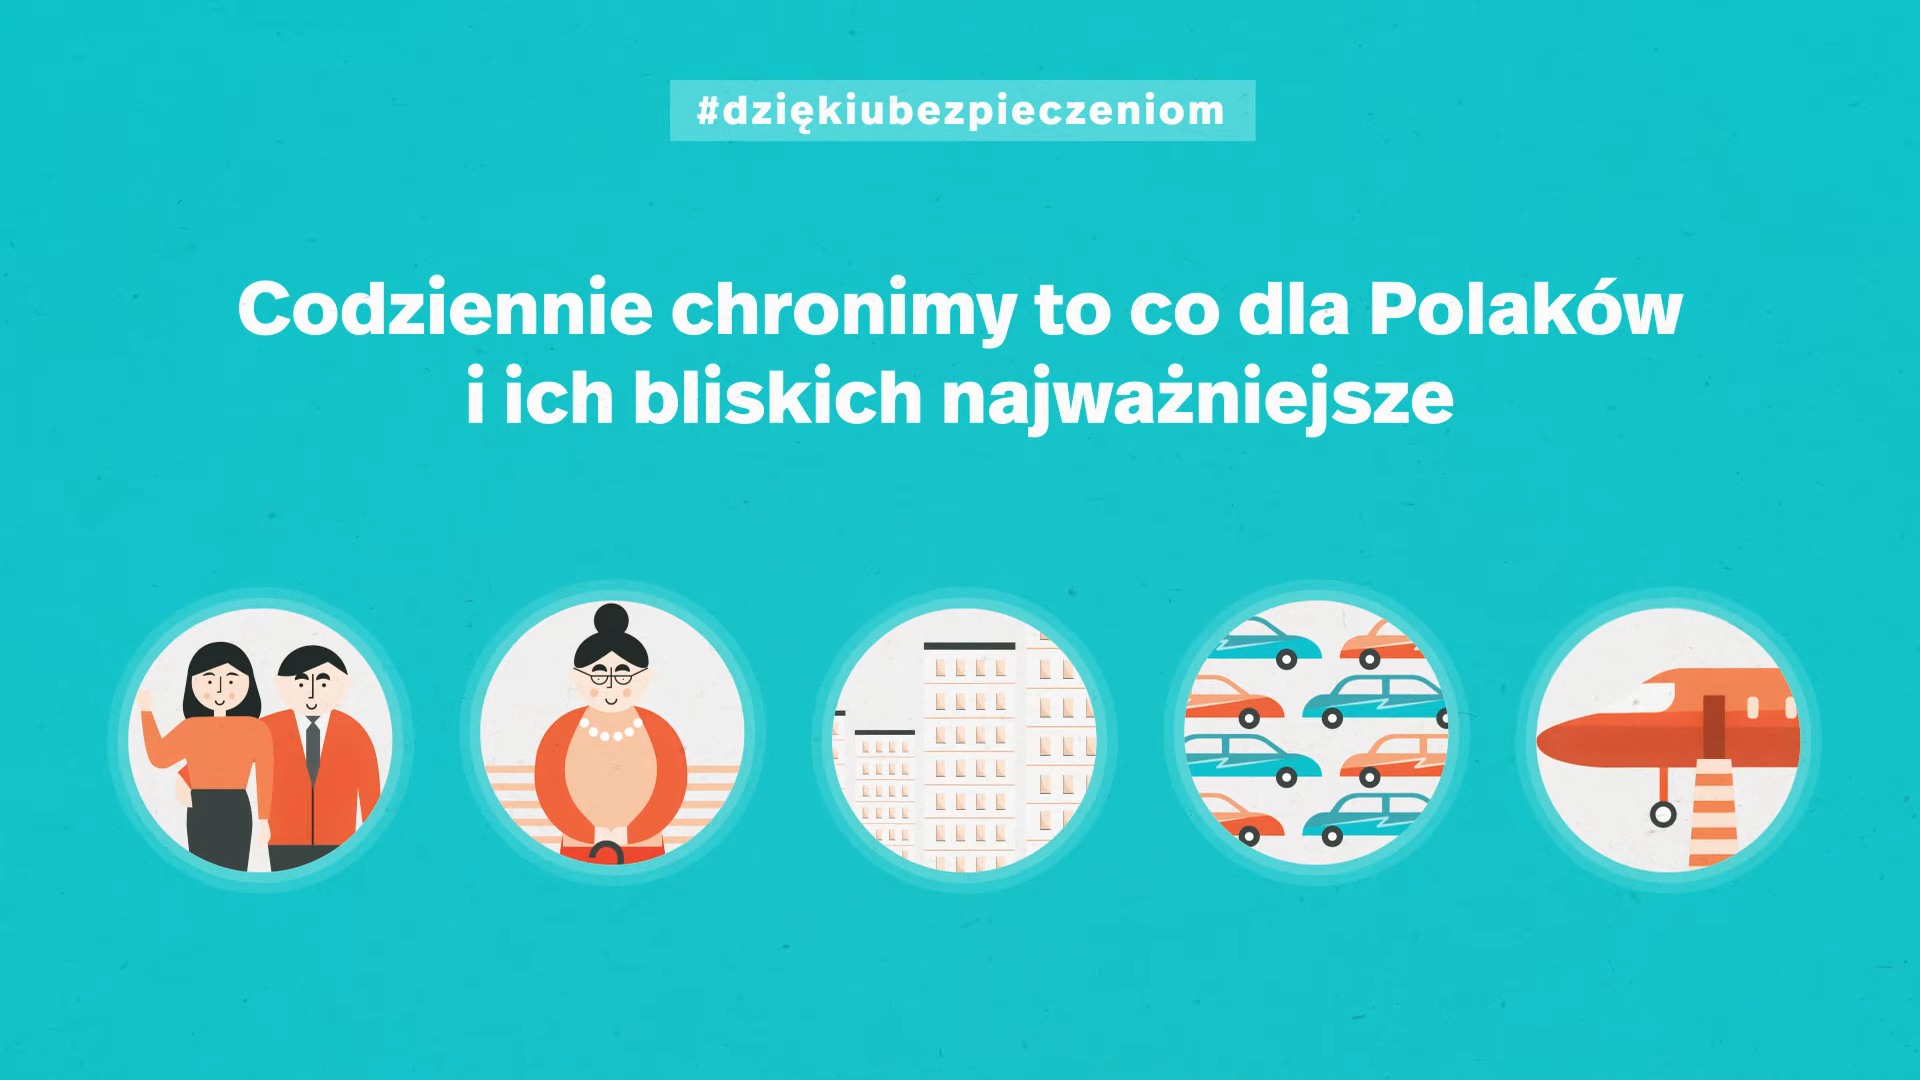 #dziękiubezpieczeniom
Codziennie chronimy to co dla Polaków
i ich bliskich najważniejsze